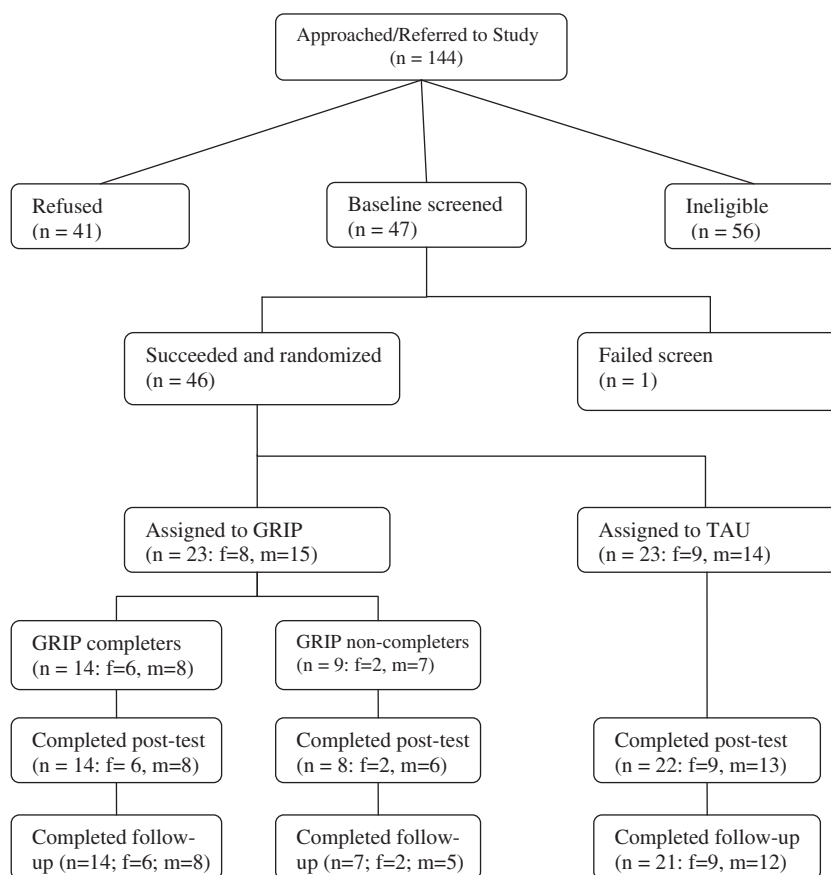 Approached/Referred to Study
(n = 144)
Refused
(n = 41)
Baseline screened
(n = 47)
Ineligible
(n = 56)
Succeeded and randomized
(n = 46)
Failed screen
(n = 1)
Assigned to GRIP
(n = 23: f=8, m=15)
Assigned to TAU
(n = 23: f=9, m=14)
GRIP completers
(n = 14: f=6, m=8)
GRIP non-completers
(n = 9: f=2, m=7)
Completed post-test
(n = 14: f= 6, m=8)
Completed post-test
(n = 8: f=2, m=6)
Completed post-test
(n = 22: f=9, m=13)
Completed follow-
up (n=14; f=6; m=8)
Completed follow-
up (n=7; f=2; m=5)
Completed follow-up
(n = 21: f=9, m=12)